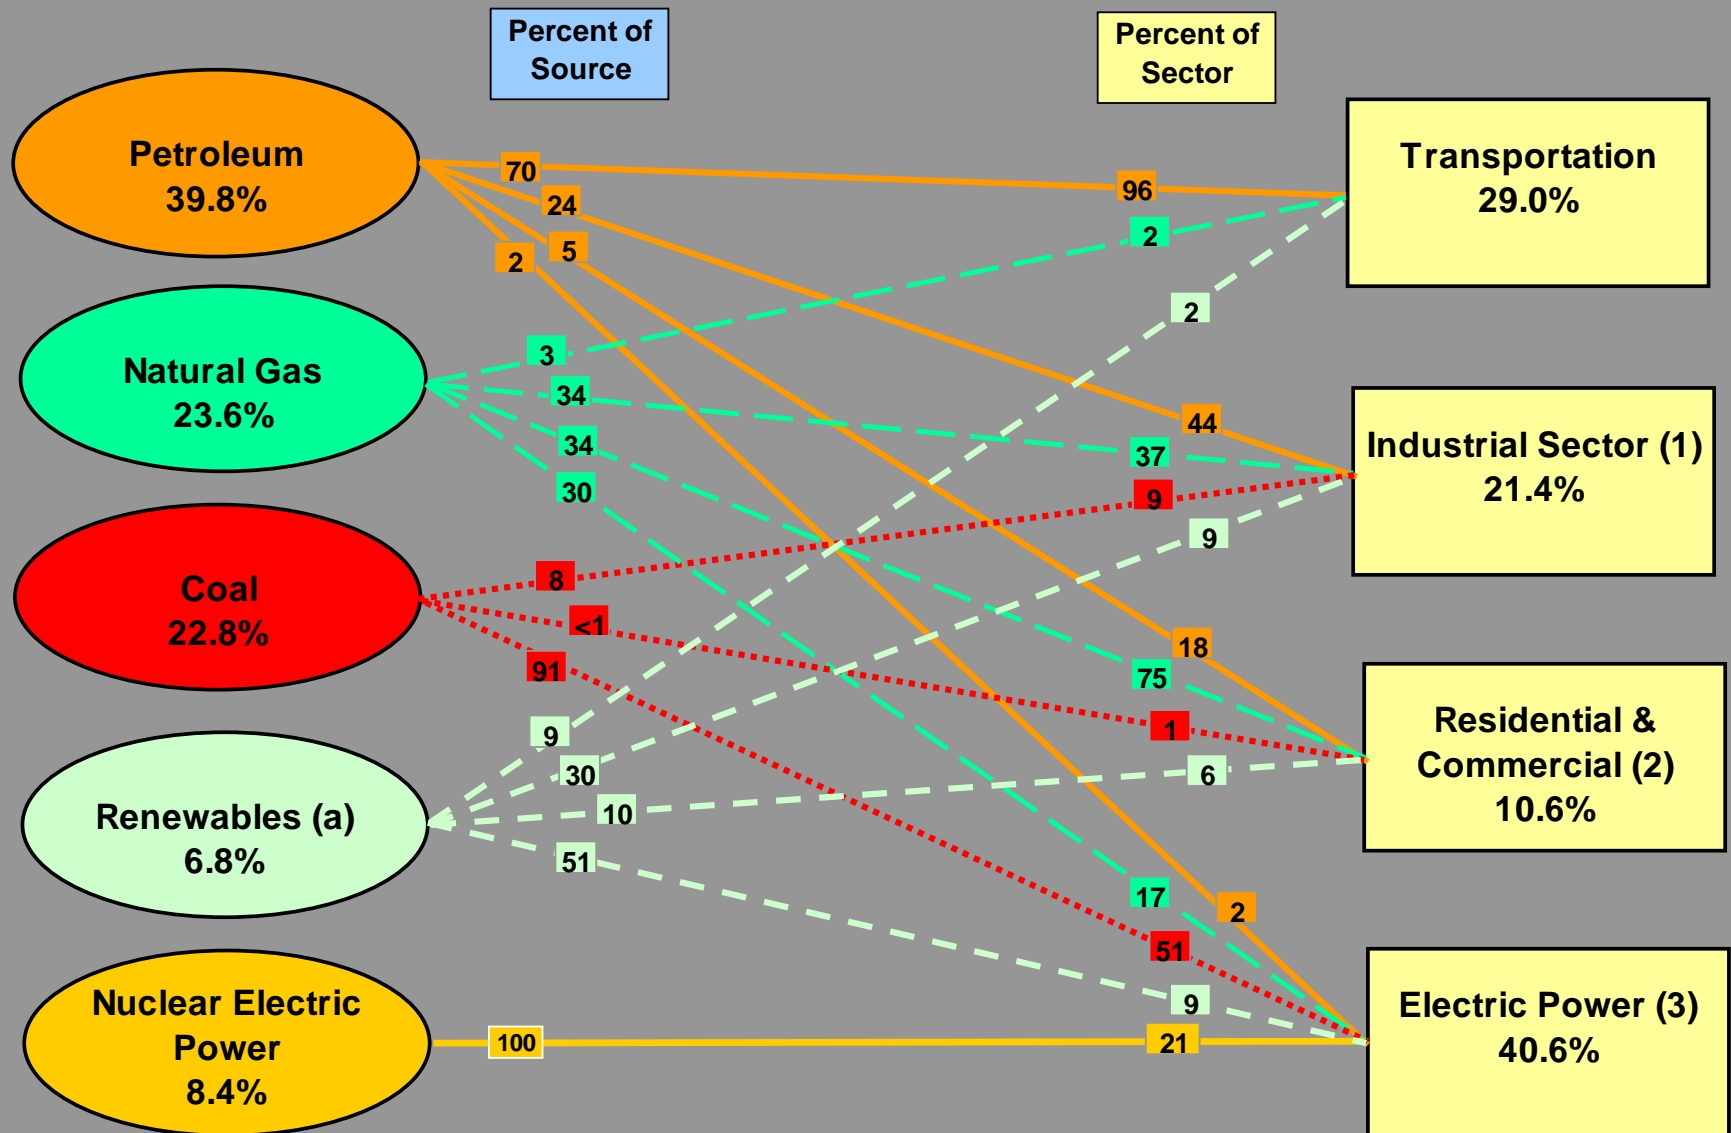 Percent of
Source
Percent of
Sector
Petroleum
39.8%
Natural Gas
23.6%
Coal
22.8%
Renewables (a)
6.8%
Nuclear Electric
Power
8.4%
70
24
5
2
3
34
34
30
8
<1
91
9
30
10
51
100
96
2
2
44
37
9
9
18
75
1
6
2
17
51
9
21
Transportation
29.0%
Industrial Sector (1)
21.4%
Residential &
Commercial (2)
10.6%
Electric Power (3)
40.6%